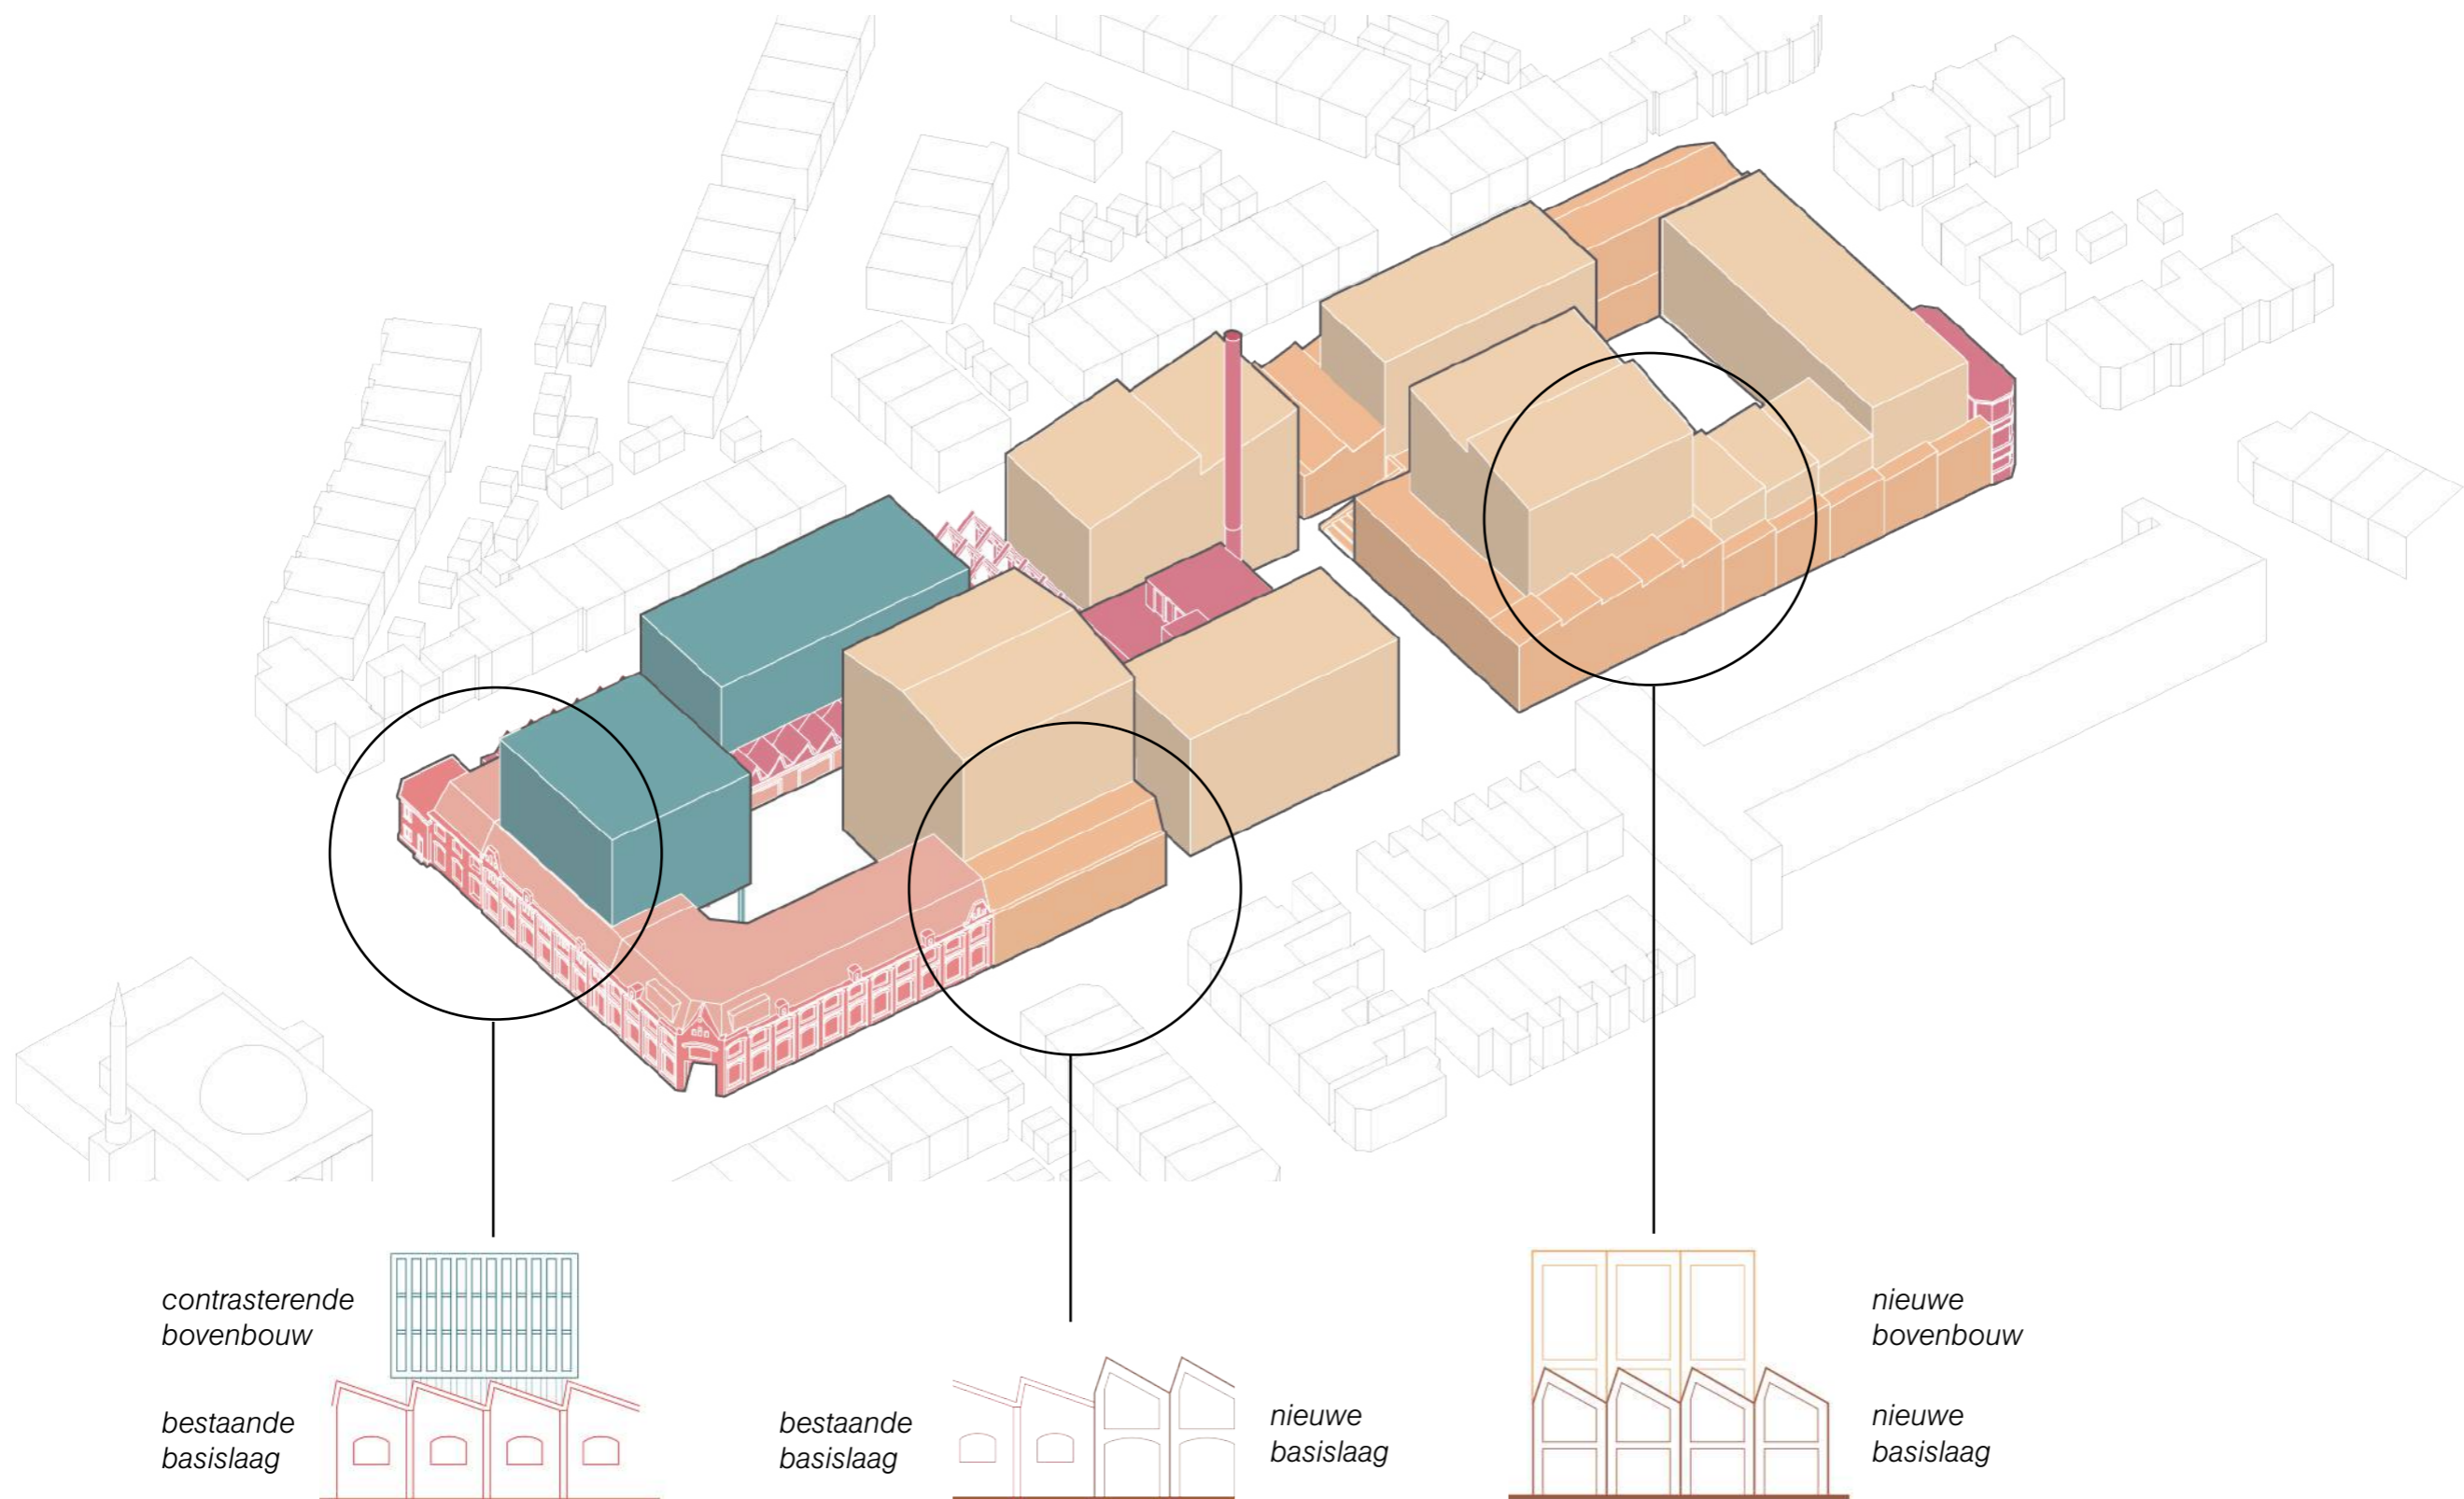 contrasterende
bovenbouw
bestaande
basislaag
bestaande
basislaag
nieuwe
basislaag
nieuwe
bovenbouw
nieuwe
basislaag